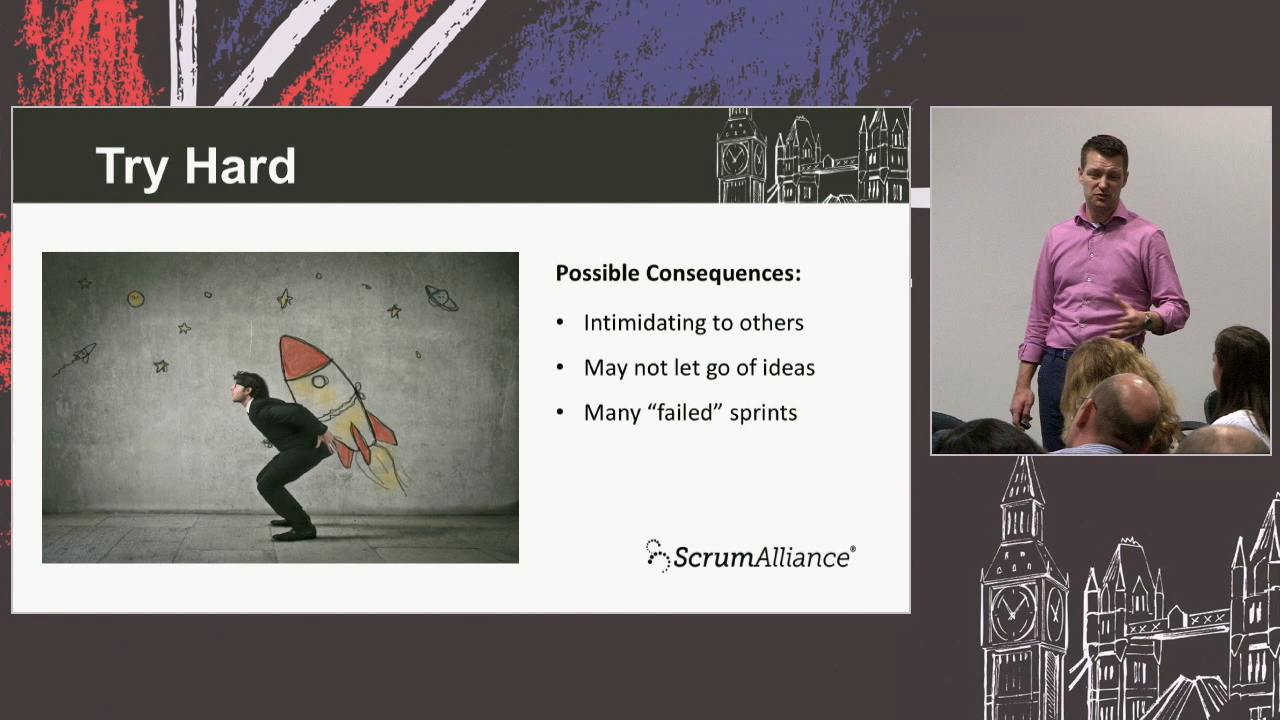 Try Hard
Possible Consequences:
• Intimidating to others
• May not let go of ideas
• Many “failed” sprints
ScrumAlliance®